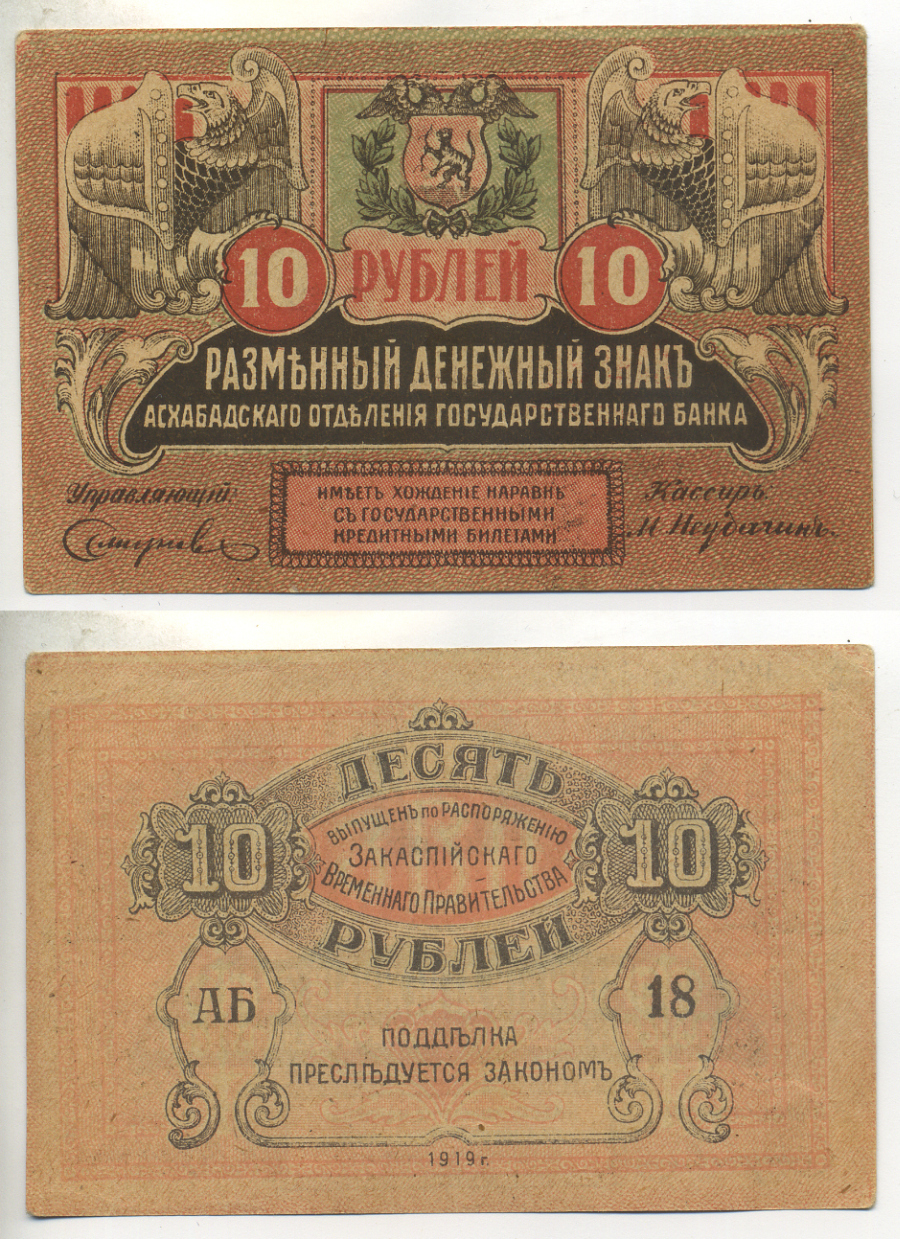 10 РУБЛЕЙ 10
РАЗМѢННЫЙ ДЕНЕЖНЫЙ ЗНАКЪ
АСХАБАДСКАГО ОТДѢЛЕНІЯ ГОСУДАРСТВЕННАГО БАНКА
Управляющій
Смирнов
ИМѢЕТЪ ХОЖДЕНІЕ НАРАВНѢ
СЪ ГОСУДАРСТВЕННЫМИ
КРЕДИТНЫМИ БИЛЕТАМИ
Кассиръ
М. Неудачинъ.
ДЕСЯТЬ
10 ВЫПУЩЕНЪ ПО РАСПОРЯЖЕНІЮ 10
ЗАКАСПІЙСКАГО
ВРЕМЕННАГО ПРАВИТЕЛЬСТВА
РУБЛЕЙ
АБ 18
ПОДДѢЛКА
ПРЕСЛѢДУЕТСЯ ЗАКОНОМЪ
1919 г.